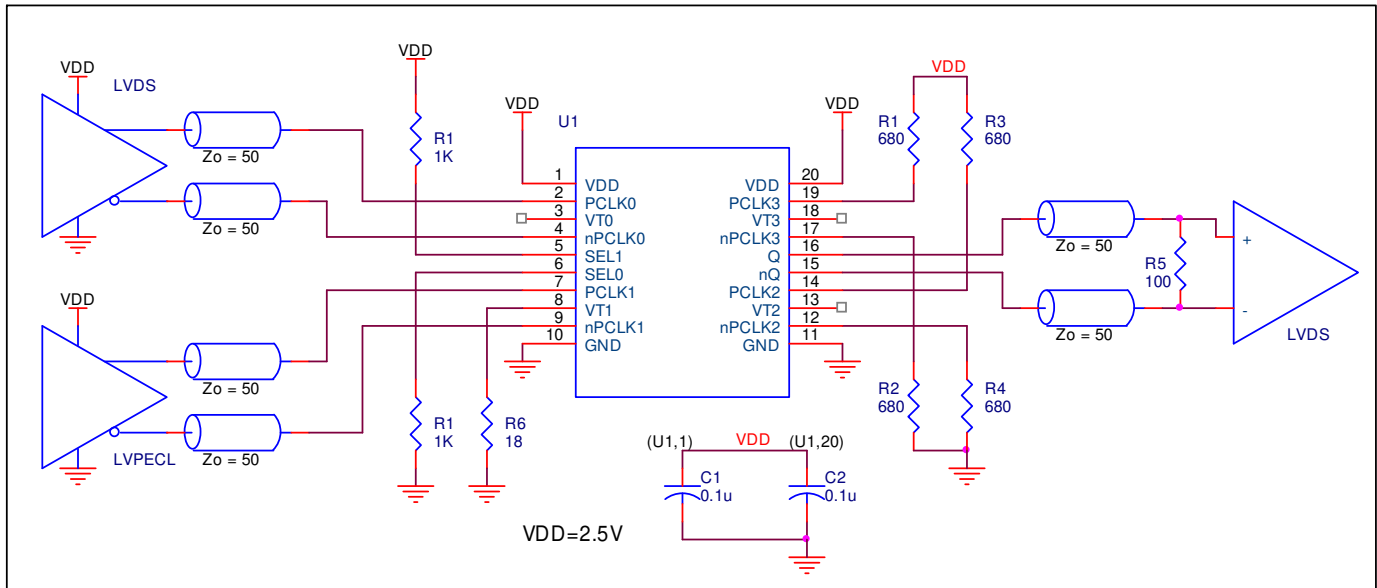 VDD
LVDS
Zo = 50
Zo = 50
VDD
R1
1K
VDD
U1
VDD
LVPECL
Zo = 50
Zo = 50
R1
1K
R6
18
1 VDD
2 PCLK0
3 VT0
4 nPCLK0
5 SEL1
6 SEL0
7 PCLK1
8 VT1
9 nPCLK1
10 GND
VDD 20
PCLK3 19
VT3 18
nPCLK3 17
Q 16
nQ 15
PCLK2 14
VT2 13
nPCLK2 12
GND 11
VDD
VDD
R1
680
R3
680
R2
680
R4
680
Zo = 50
Zo = 50
R5
100
+
-
LVDS
(U1,1) VDD (U1,20)
C1
0.1u
C2
0.1u
VDD=2.5V